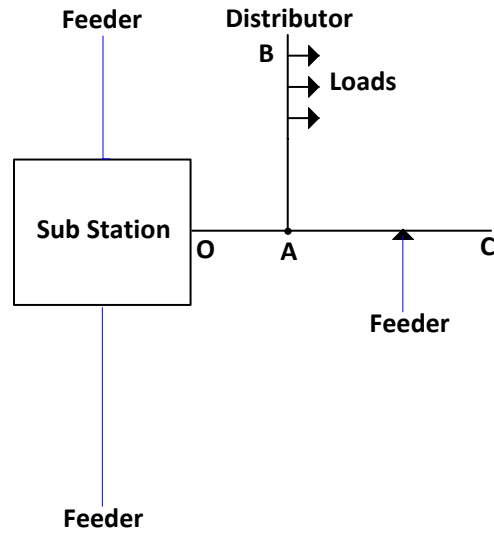 Feeder
Distributor
B
Loads
Sub Station
O
A
C
Feeder
Feeder